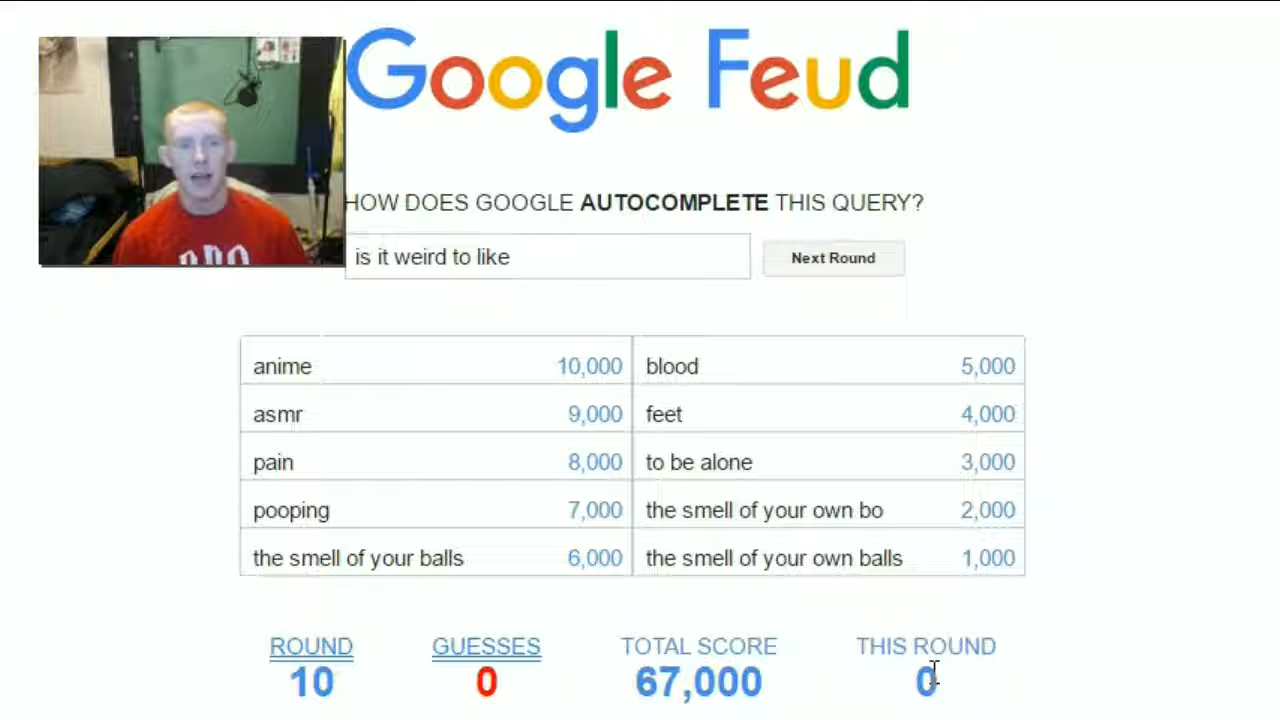 Google Feud
HOW DOES GOOGLE AUTOCOMPLETE THIS QUERY?
is it weird to like
Next Round
anime 10,000
blood 5,000
asmr 9,000
feet 4,000
pain 8,000
to be alone 3,000
pooping 7,000
the smell of your own bo 2,000
the smell of your balls 6,000
the smell of your own balls 1,000
ROUND GUESSES TOTAL SCORE THIS ROUND
10 0 67,000 0